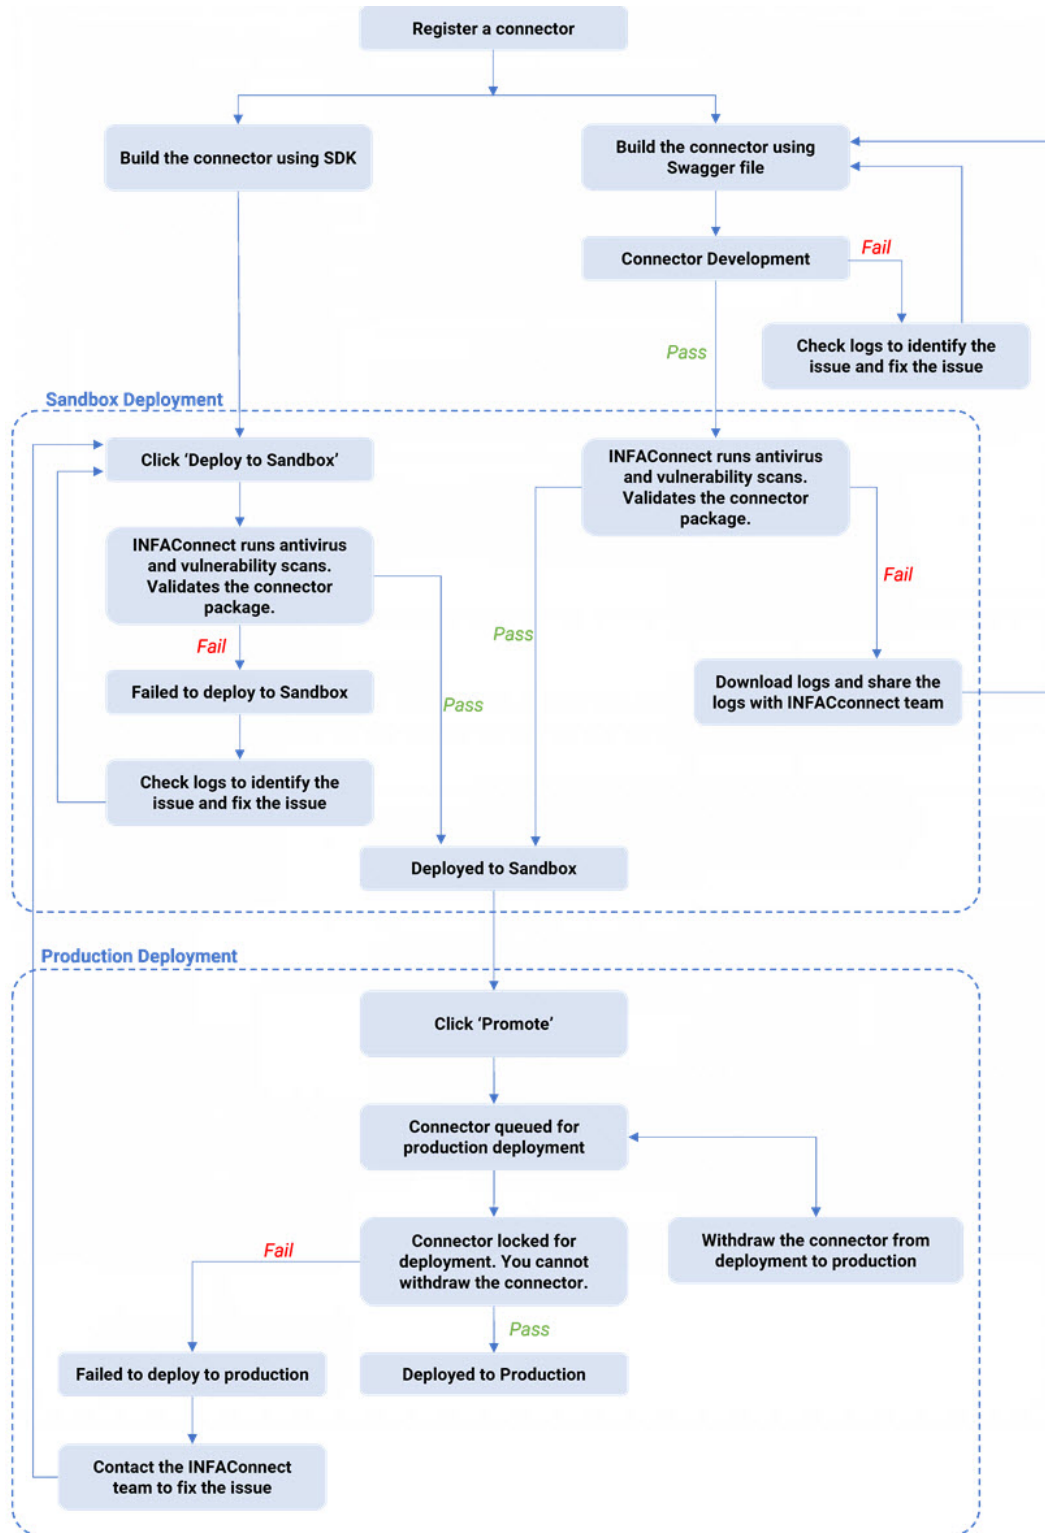 Register a connector
Build the connector using SDK
Build the connector using
Swagger file
Connector Development
Fail
Check logs to identify the
issue and fix the issue
Pass
Sandbox Deployment
Click ‘Deploy to Sandbox’
INFAConnect runs antivirus
and vulnerability scans.
Validates the connector
package.
INFAConnect runs antivirus
and vulnerability scans.
Validates the connector
package.
Fail
Pass
Fail
Failed to deploy to Sandbox
Pass
Download logs and share the
logs with INFACconnect team
Check logs to identify the
issue and fix the issue
Deployed to Sandbox
Production Deployment
Click ‘Promote’
Connector queued for
production deployment
Connector locked for
deployment. You cannot
withdraw the connector.
Withdraw the connector from
deployment to production
Fail
Pass
Failed to deploy to production
Deployed to Production
Contact the INFAConnect
team to fix the issue